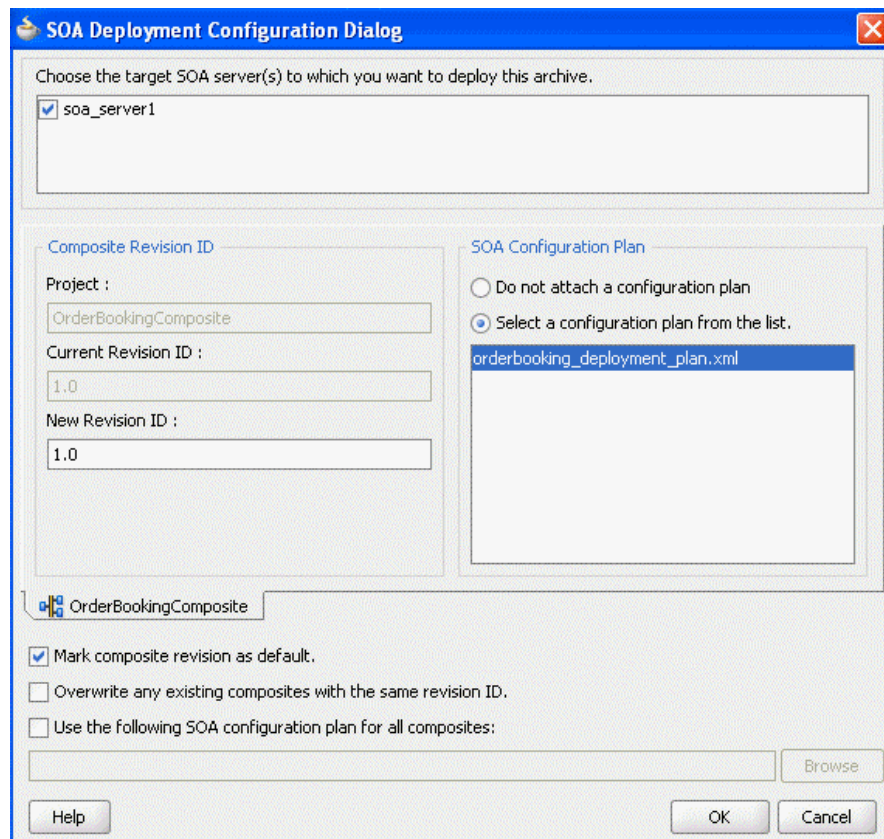 SOA Deployment Configuration Dialog
Choose the target SOA server(s) to which you want to deploy this archive.
soa_server1
Composite Revision ID
Project :
OrderBookingComposite
Current Revision ID :
1.0
New Revision ID :
1.0
SOA Configuration Plan
Do not attach a configuration plan
Select a configuration plan from the list.
orderbooking_deployment_plan.xml
OrderBookingComposite
Mark composite revision as default.
Overwrite any existing composites with the same revision ID.
Use the following SOA configuration plan for all composites:
Browse
Help
OK
Cancel